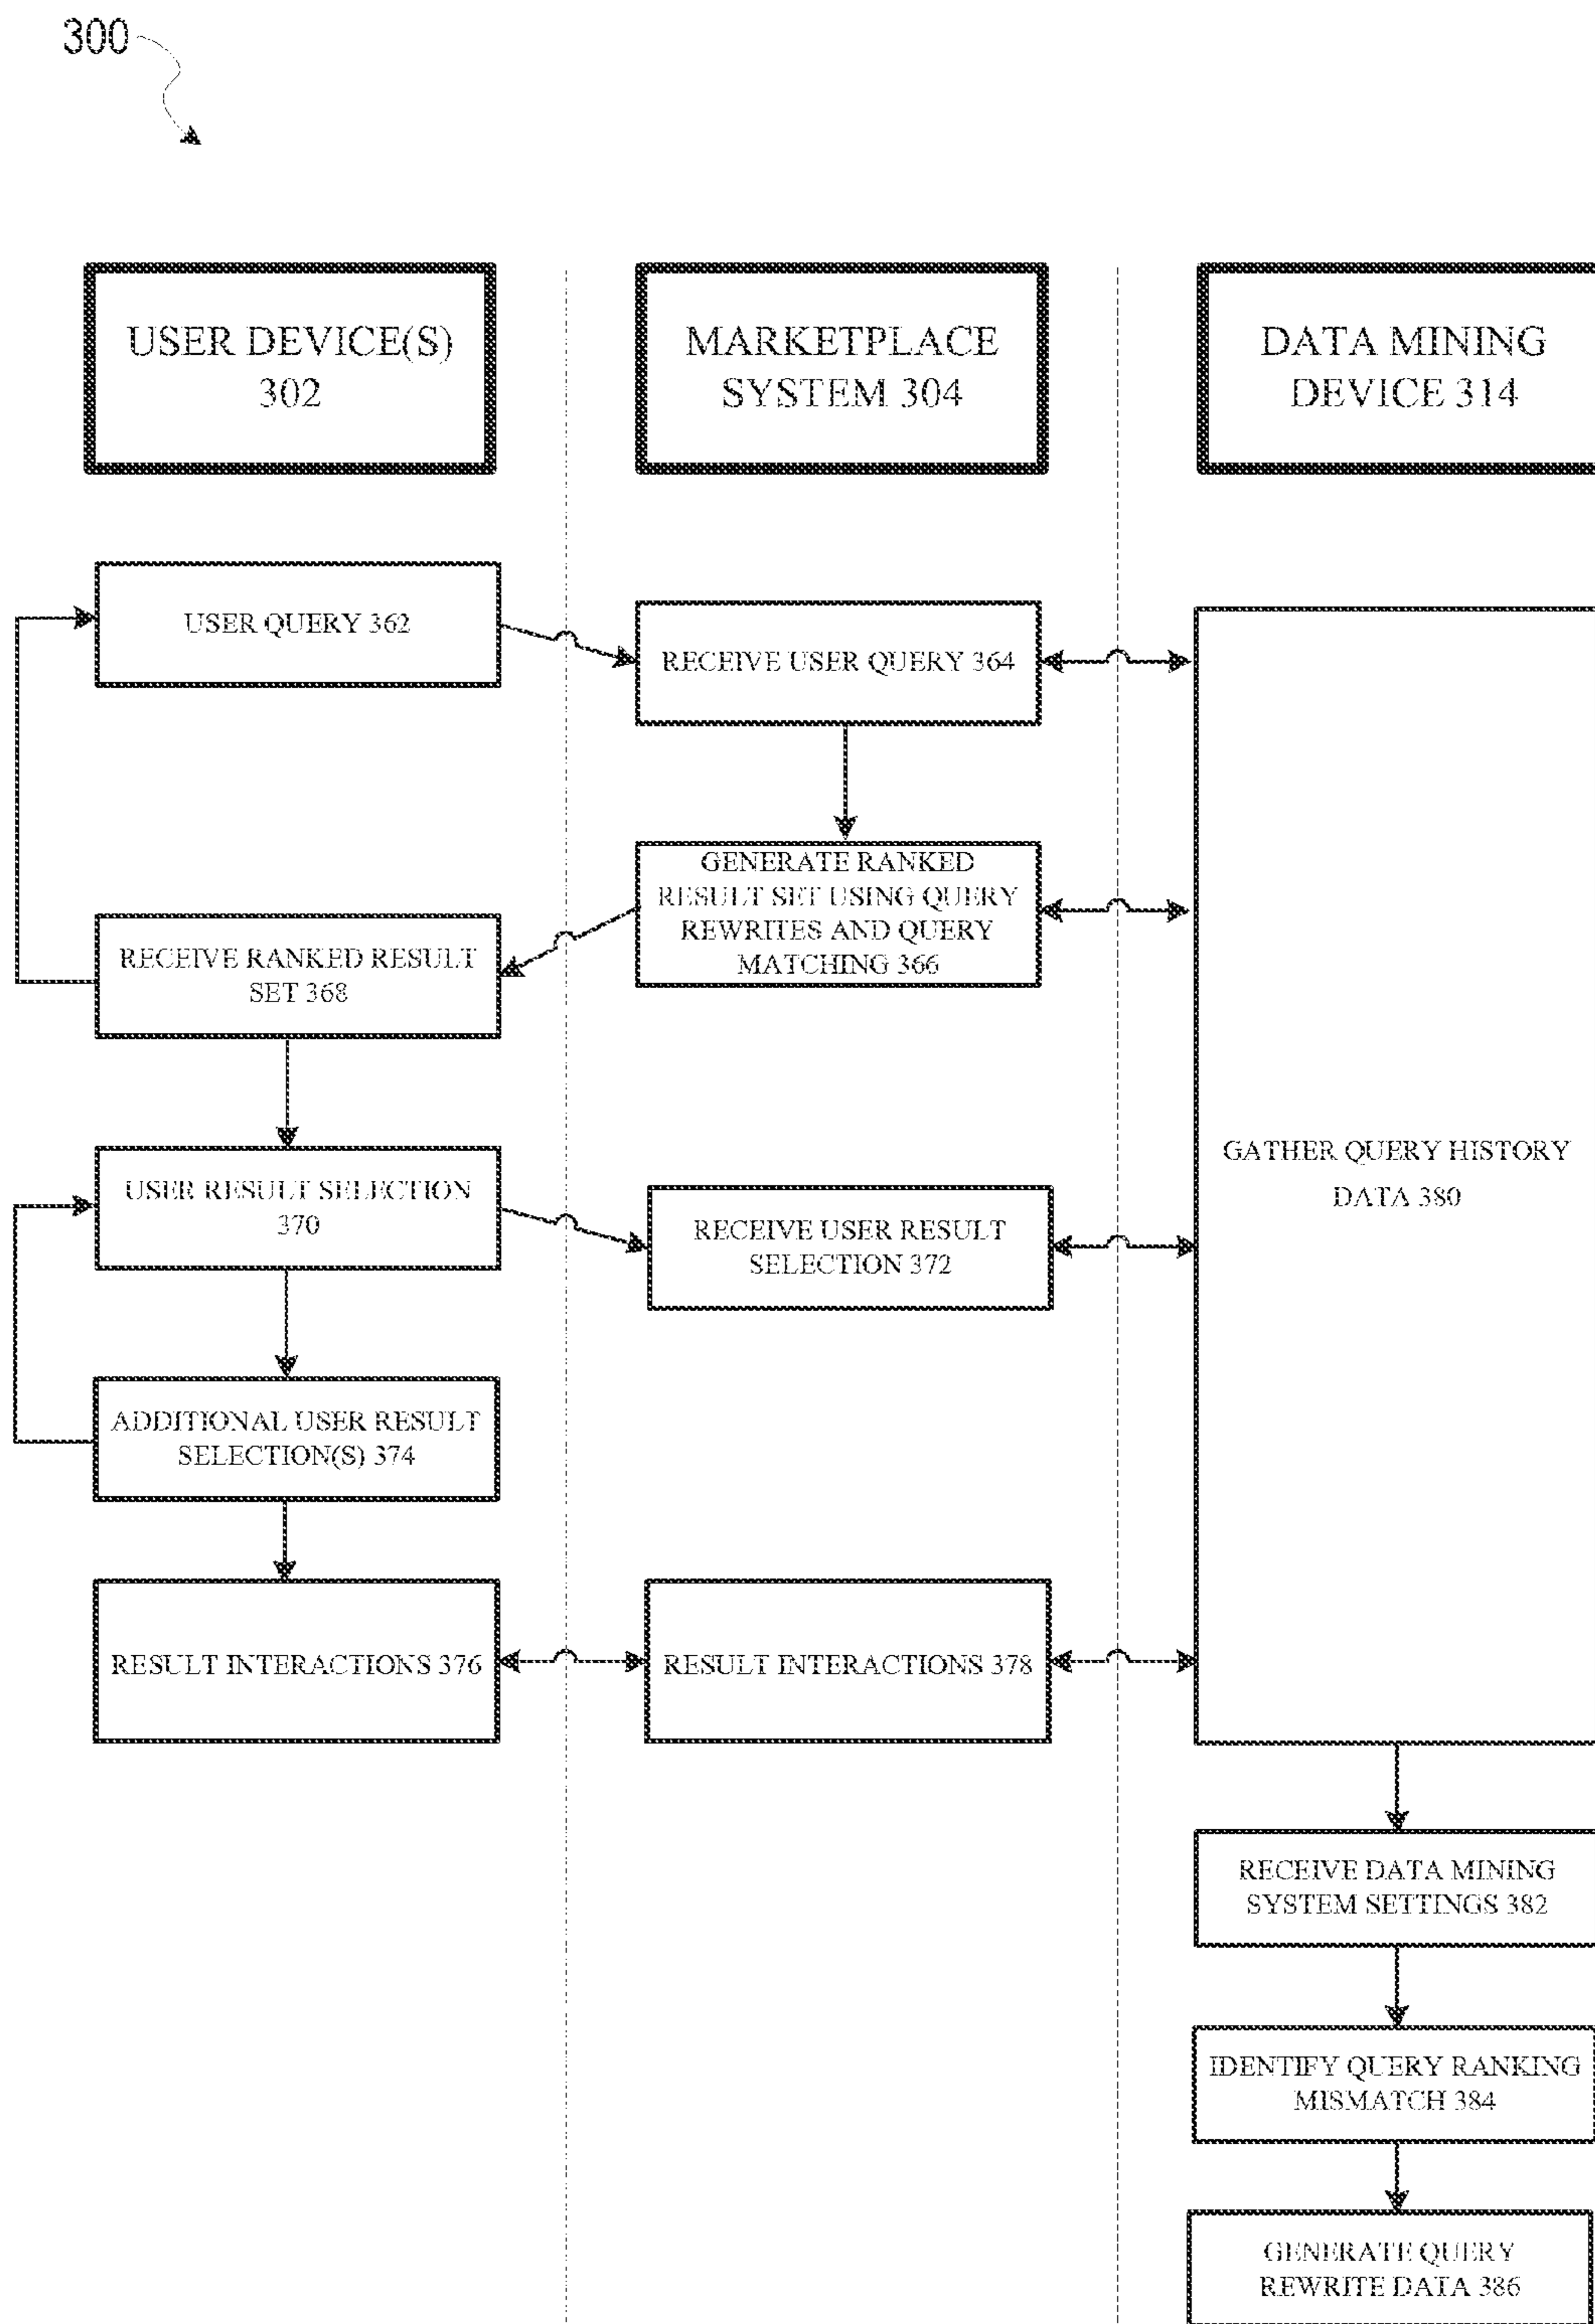 300
USER DEVICE(S)
302
MARKETPLACE
SYSTEM 304
DATA MINING
DEVICE 314
USER QUERY 362
RECEIVE USER QUERY 364
GENERATE RANKED
RESULT SET USING QUERY
REWRITES AND QUERY
MATCHING 366
RECEIVE RANKED RESULT
SET 368
GATHER QUERY HISTORY
DATA 380
USER RESULT SELECTION
370
RECEIVE USER RESULT
SELECTION 372
ADDITIONAL USER RESULT
SELECTION(S) 374
RESULT INTERACTIONS 376
RESULT INTERACTIONS 378
RECEIVE DATA MINING
SYSTEM SETTINGS 382
IDENTIFY QUERY RANKING
MISMATCH 384
GENERATE QUERY
REWRITE DATA 386